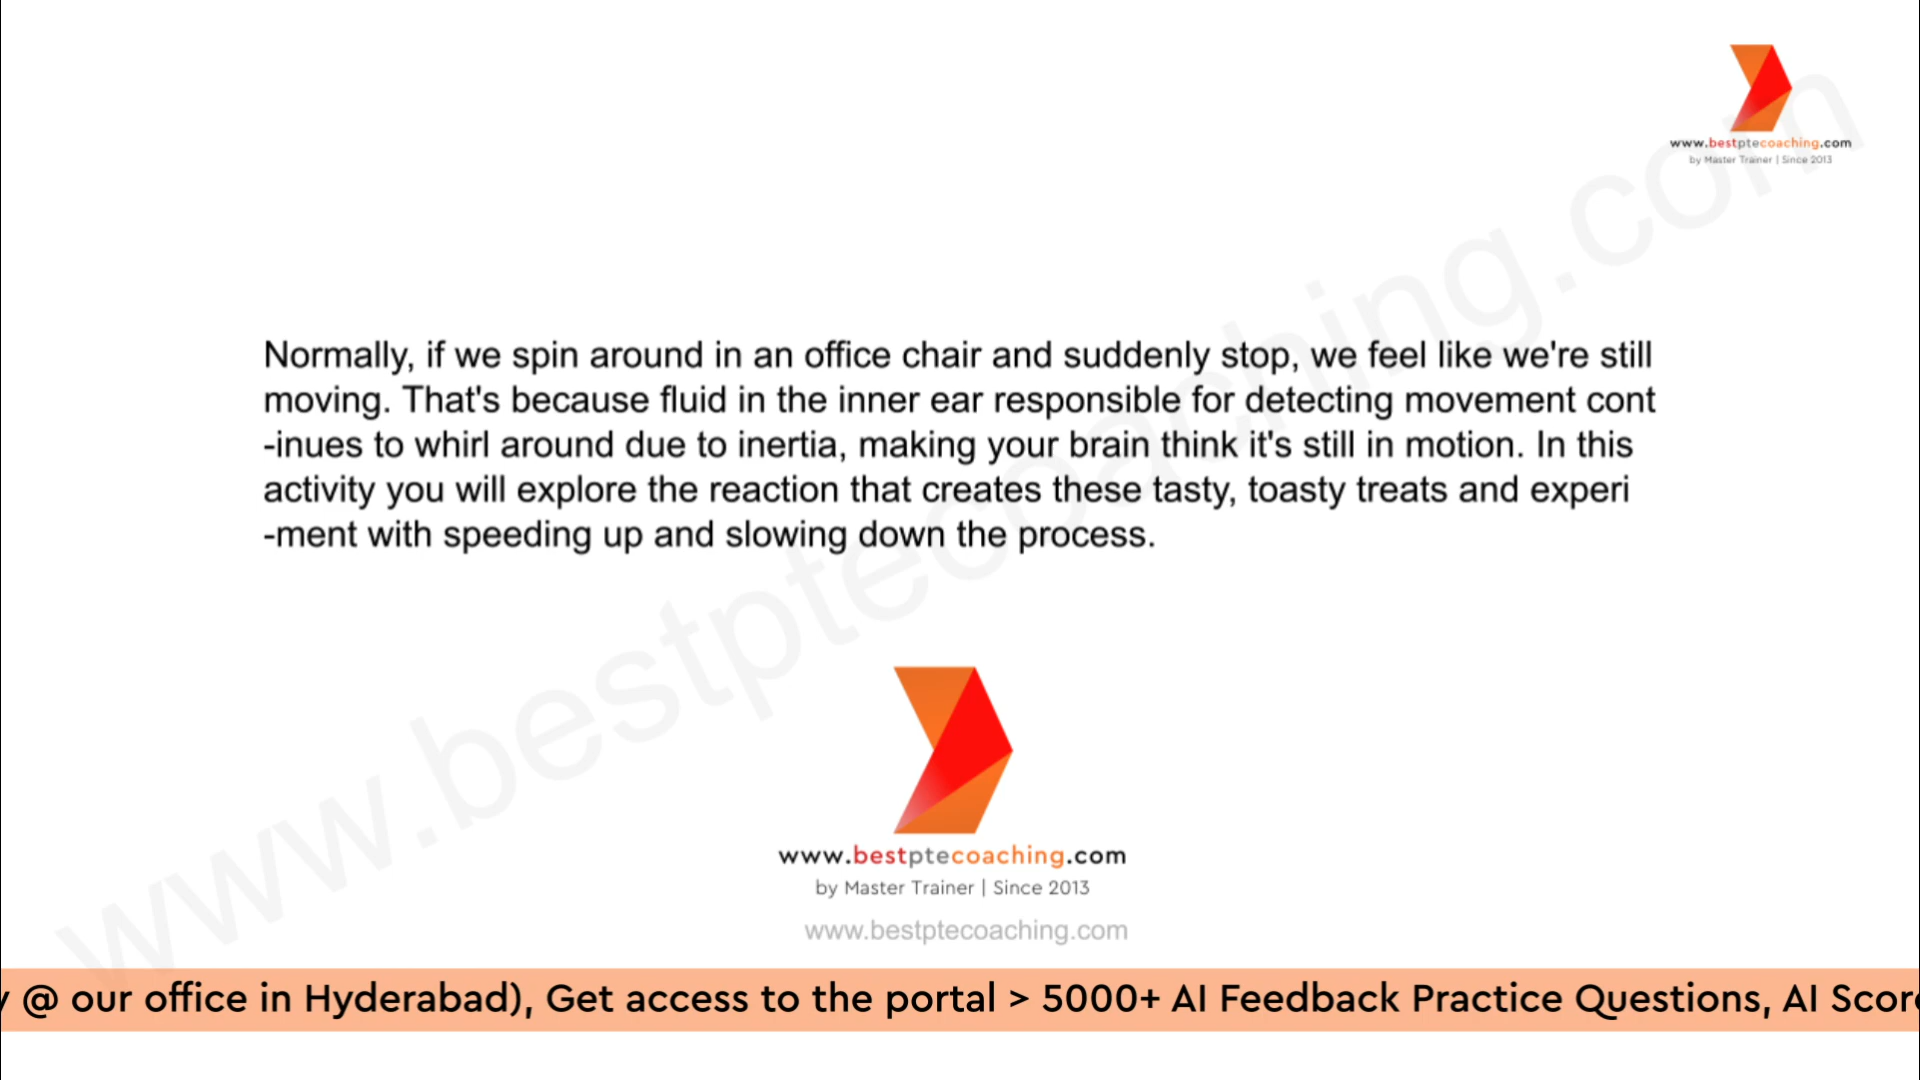 www.bestptecoaching.com
by Master Trainer | Since 2013
Normally, if we spin around in an office chair and suddenly stop, we feel like we're still
moving. That's because fluid in the inner ear responsible for detecting movement cont
-inues to whirl around due to inertia, making your brain think it's still in motion. In this
activity you will explore the reaction that creates these tasty, toasty treats and experi
-ment with speeding up and slowing down the process.
www.bestptecoaching.com
www.bestptecoaching.com
by Master Trainer | Since 2013
www.bestptecoaching.com
@ our office in Hyderabad), Get access to the portal > 5000+ AI Feedback Practice Questions, AI